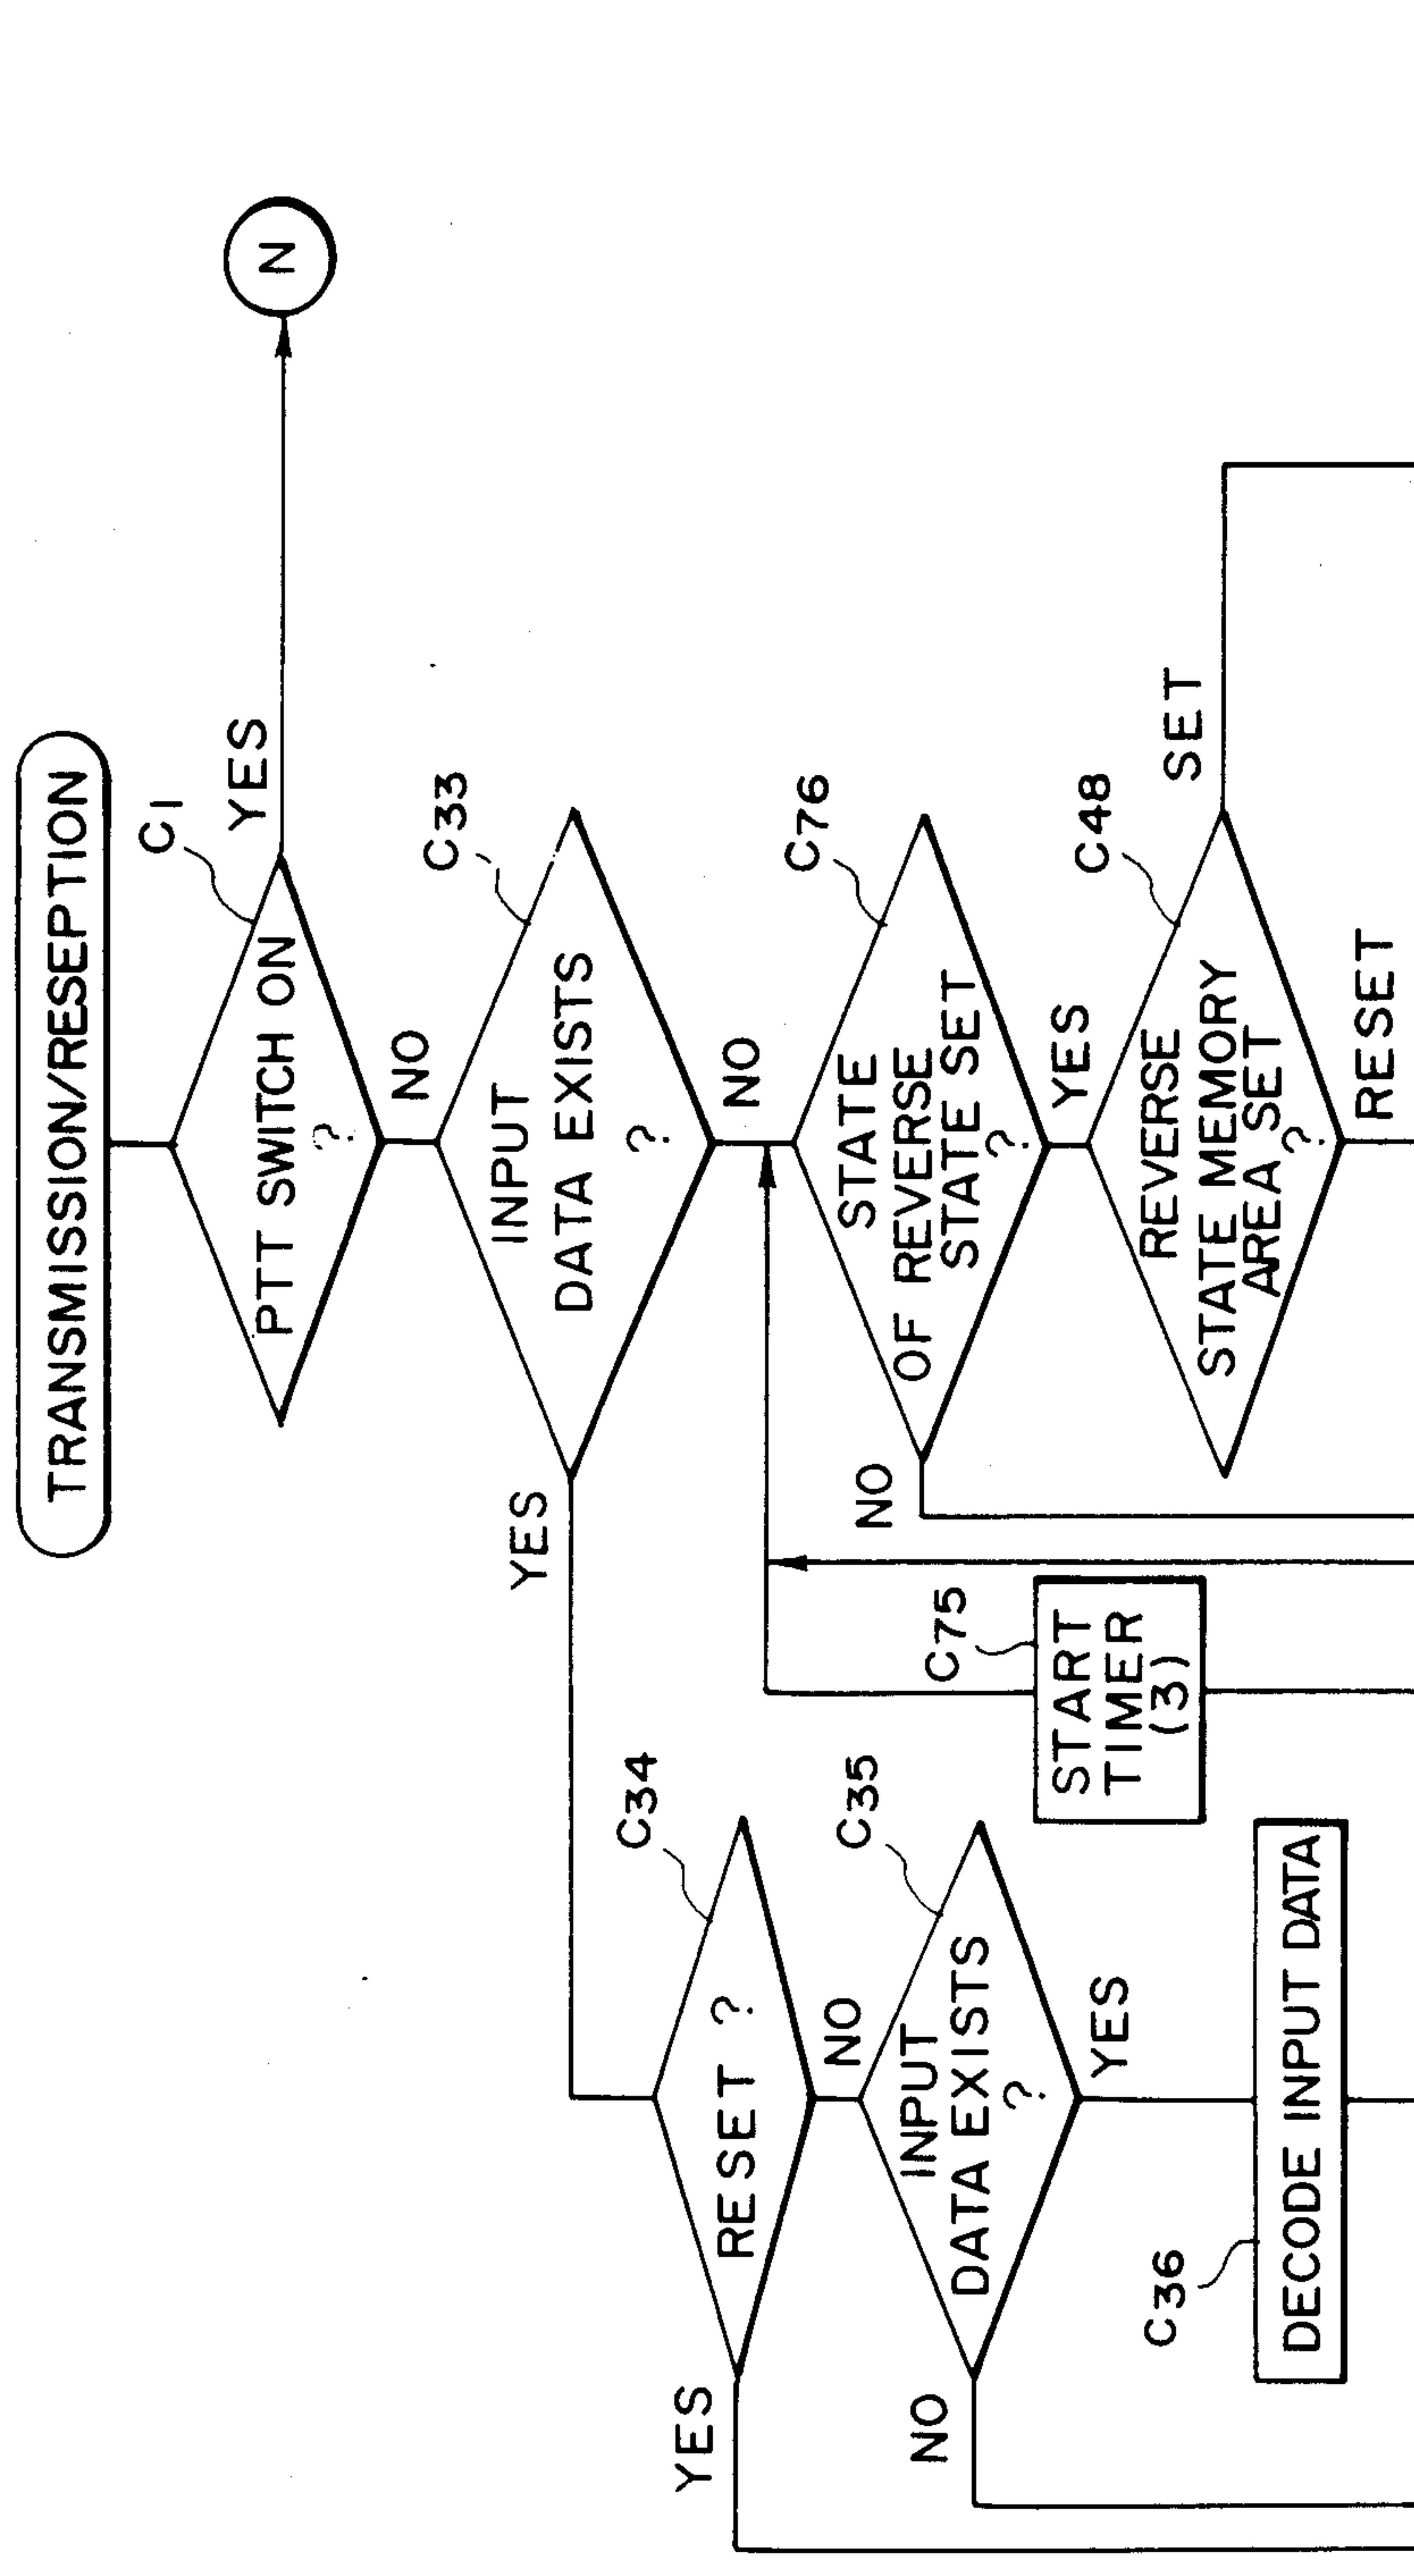 TRANSMISSION/RESEPTION
C1
PTT SWITCH ON
?
YES
N
NO
C33
INPUT
DATA EXISTS
?
YES
NO
C76
STATE
OF REVERSE
STATE SET
?
NO
YES
C48
REVERSE
STATE MEMORY
AREA SET
?
SET
RESET
C75
START
TIMER
(3)
C34
RESET ?
YES
NO
C35
INPUT
DATA EXISTS
?
NO
YES
C36
DECODE INPUT DATA